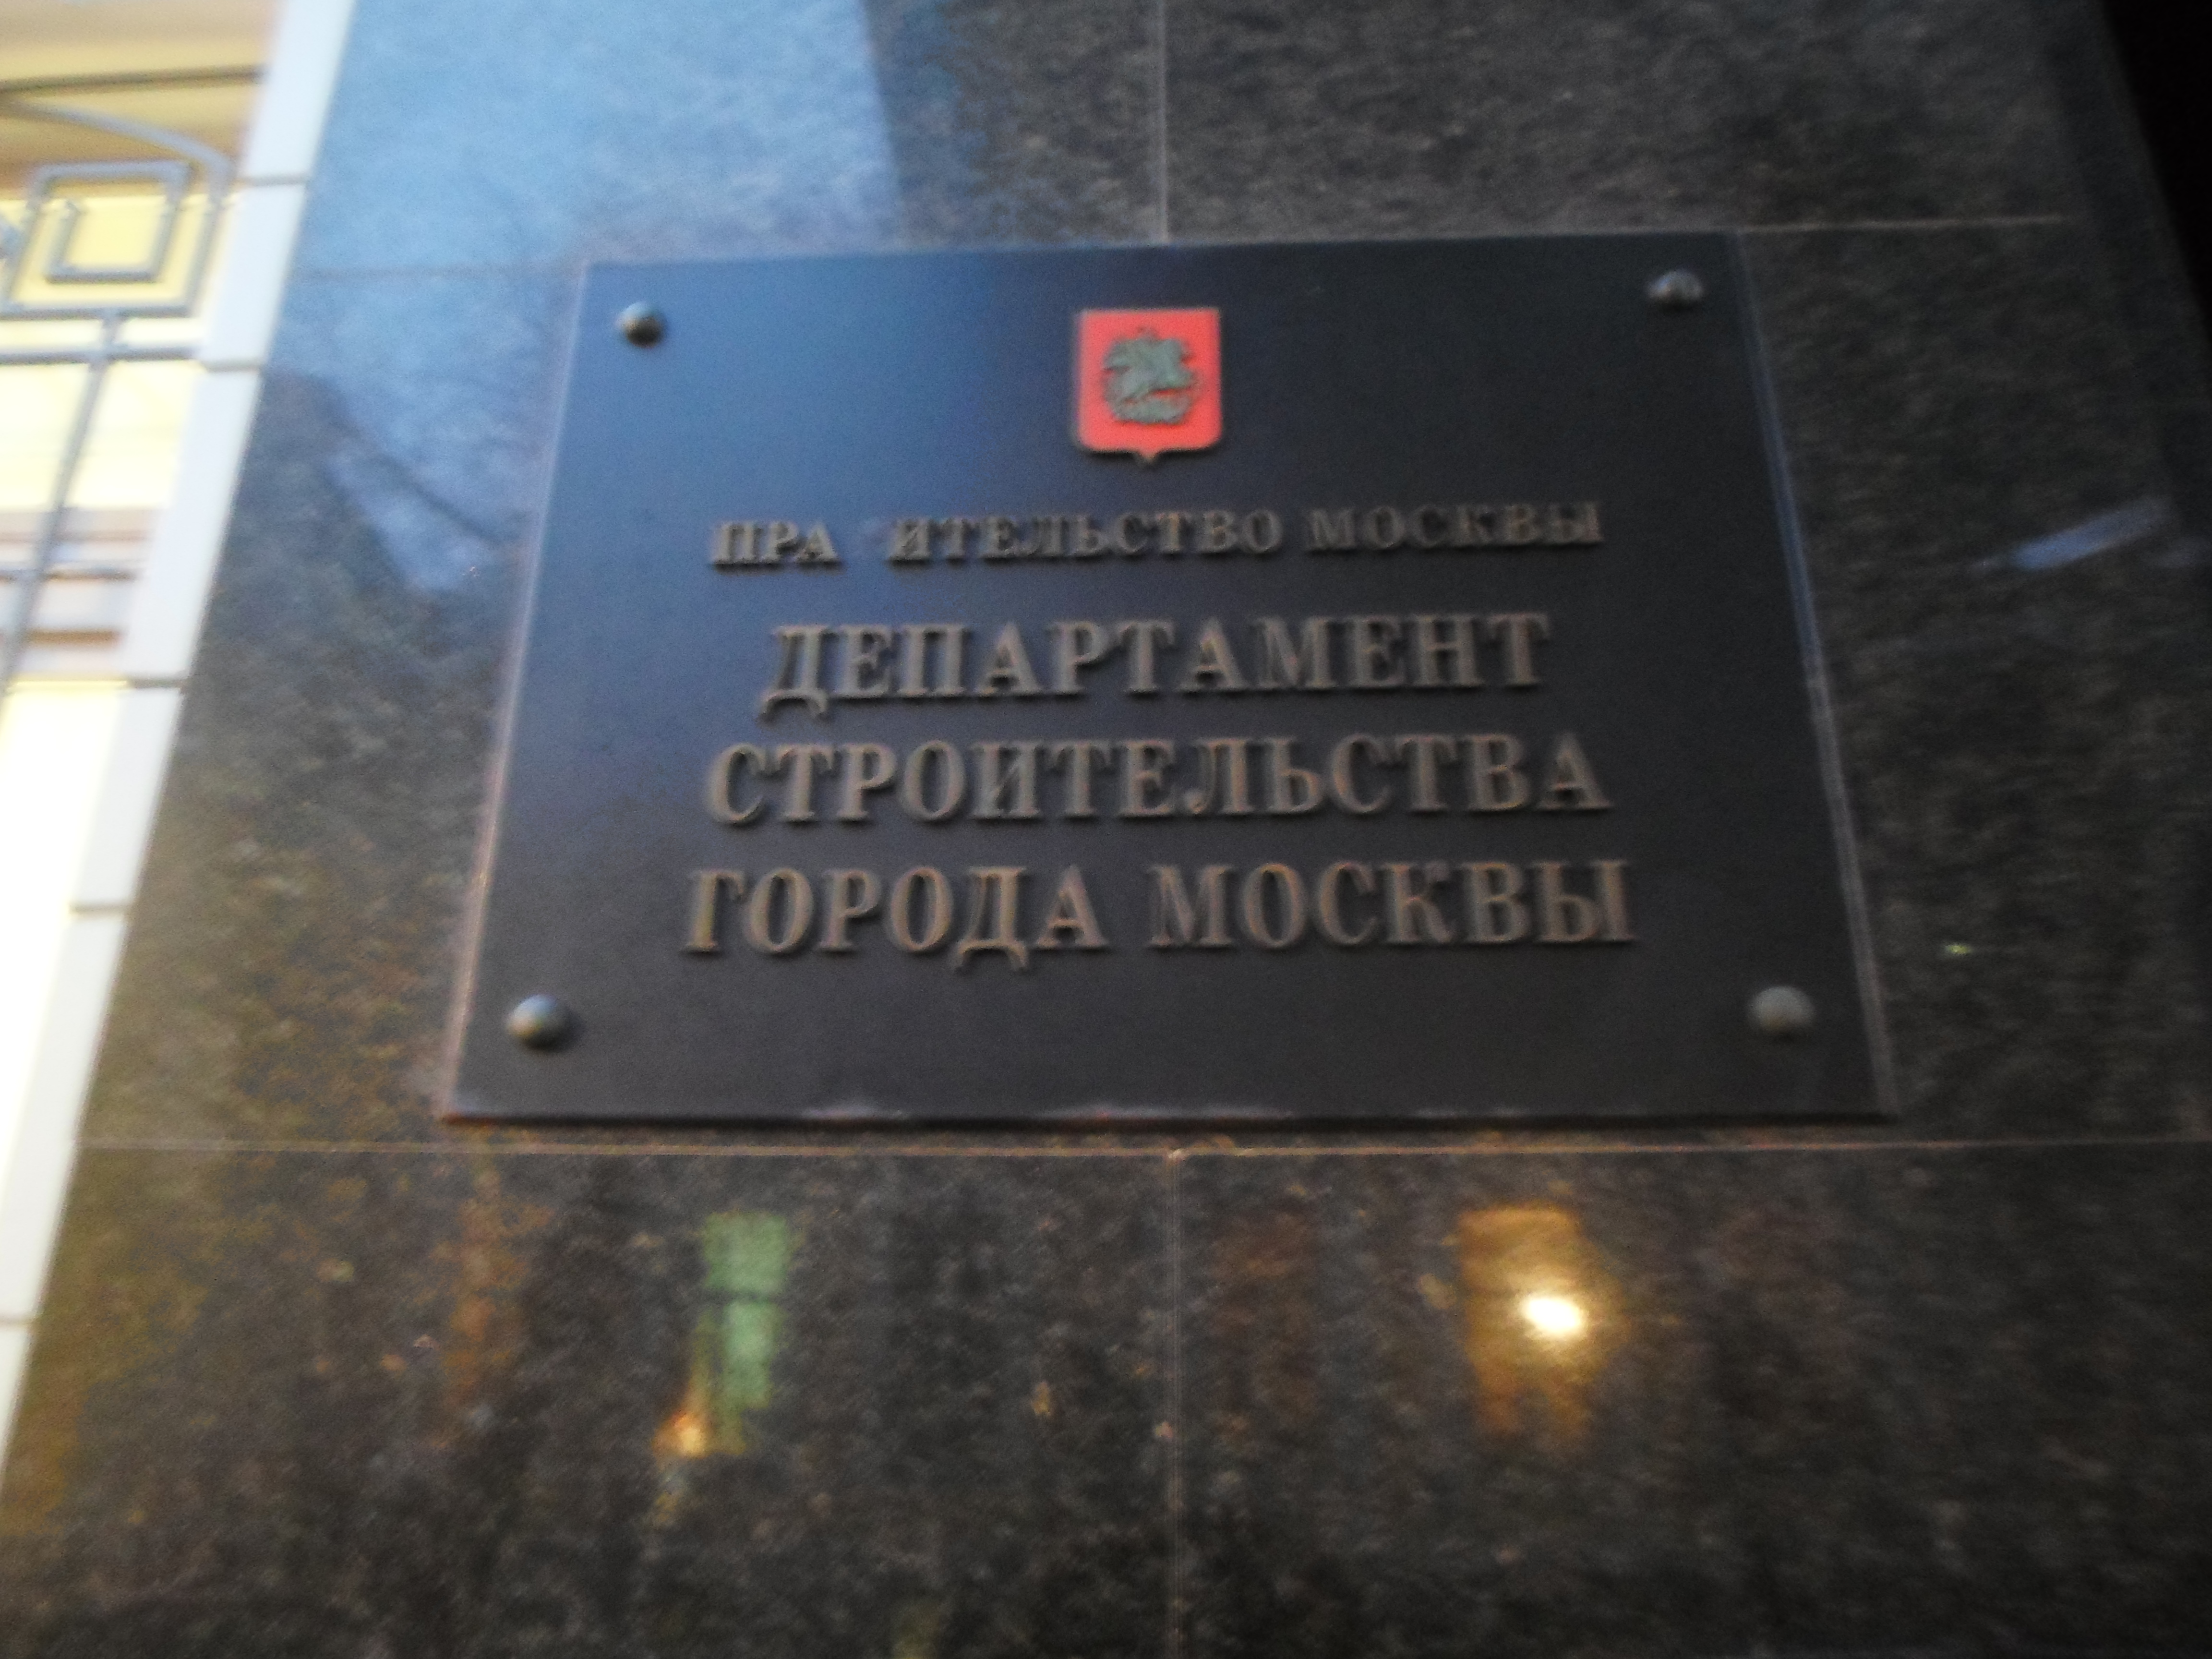 ПРА ИТЕЛЬСТВО МОСКВЫ
ДЕПАРТАМЕНТ
СТРОИТЕЛЬСТВА
ГОРОДА МОСКВЫ